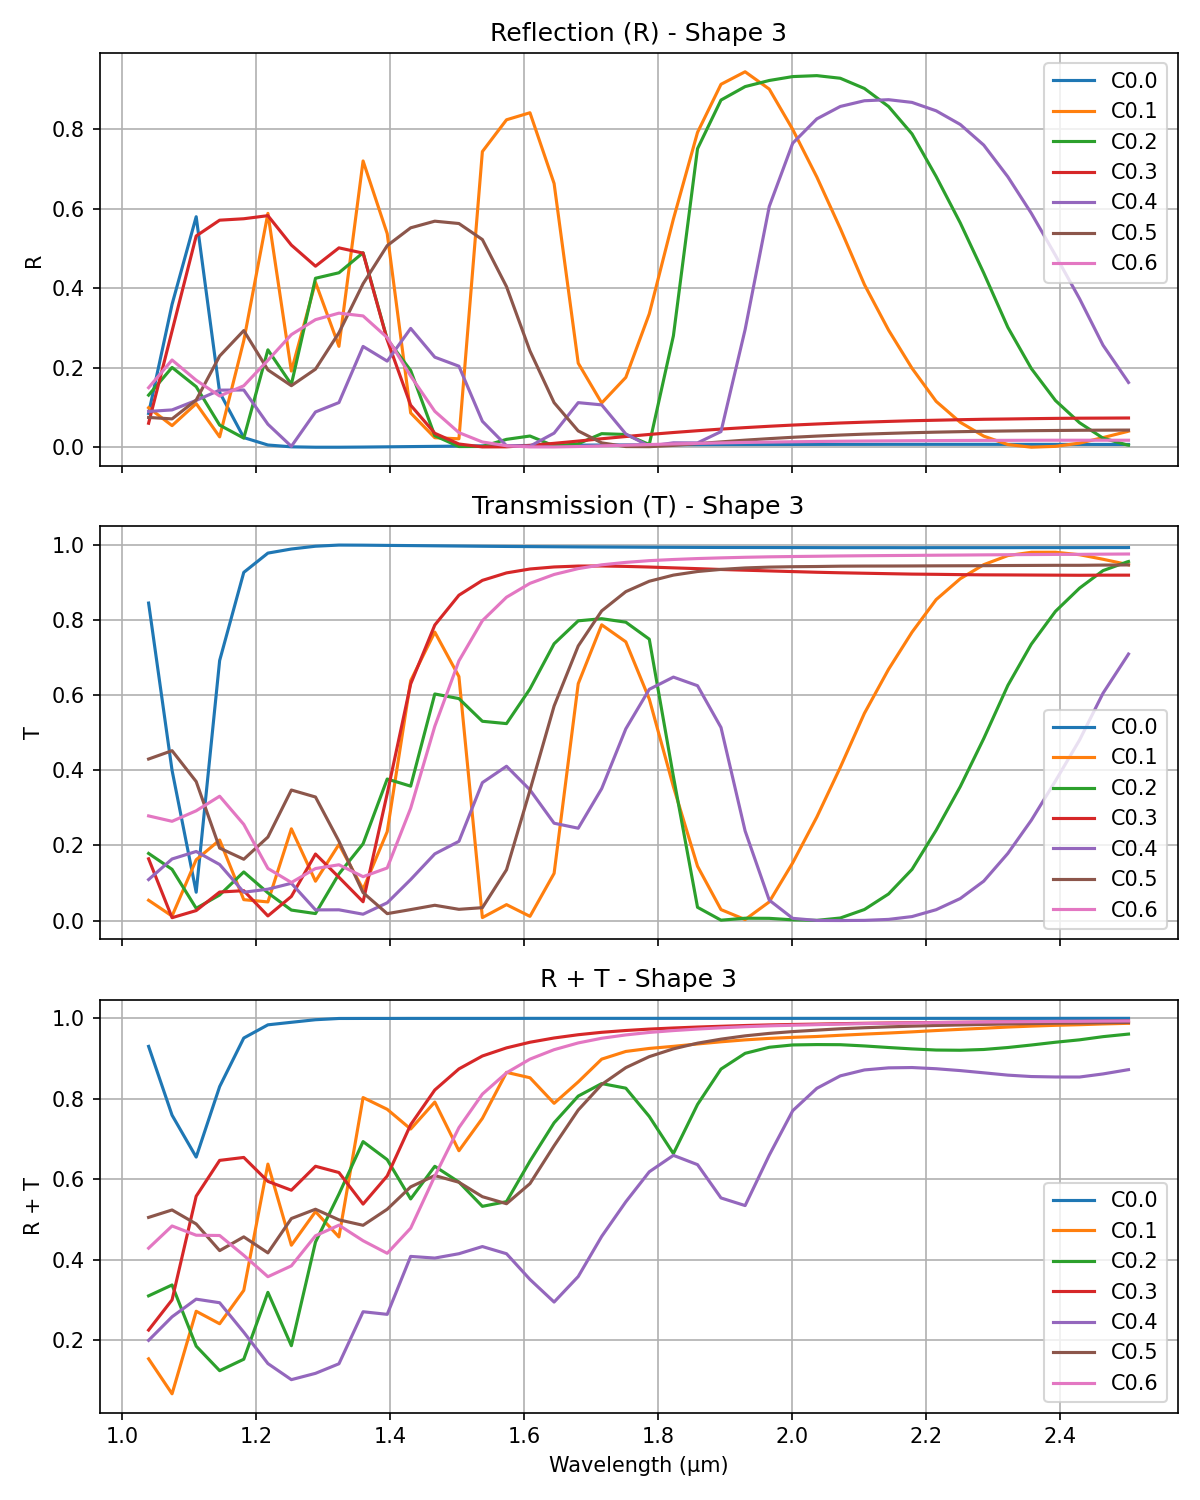 Reflection (R) - Shape 3
R
0.8
0.6
0.4
0.2
0.0
C0.0
C0.1
C0.2
C0.3
C0.4
C0.5
C0.6
Transmission (T) - Shape 3
T
1.0
0.8
0.6
0.4
0.2
0.0
C0.0
C0.1
C0.2
C0.3
C0.4
C0.5
C0.6
R + T - Shape 3
R + T
1.0
0.8
0.6
0.4
0.2
C0.0
C0.1
C0.2
C0.3
C0.4
C0.5
C0.6
1.0 1.2 1.4 1.6 1.8 2.0 2.2 2.4
Wavelength (μm)